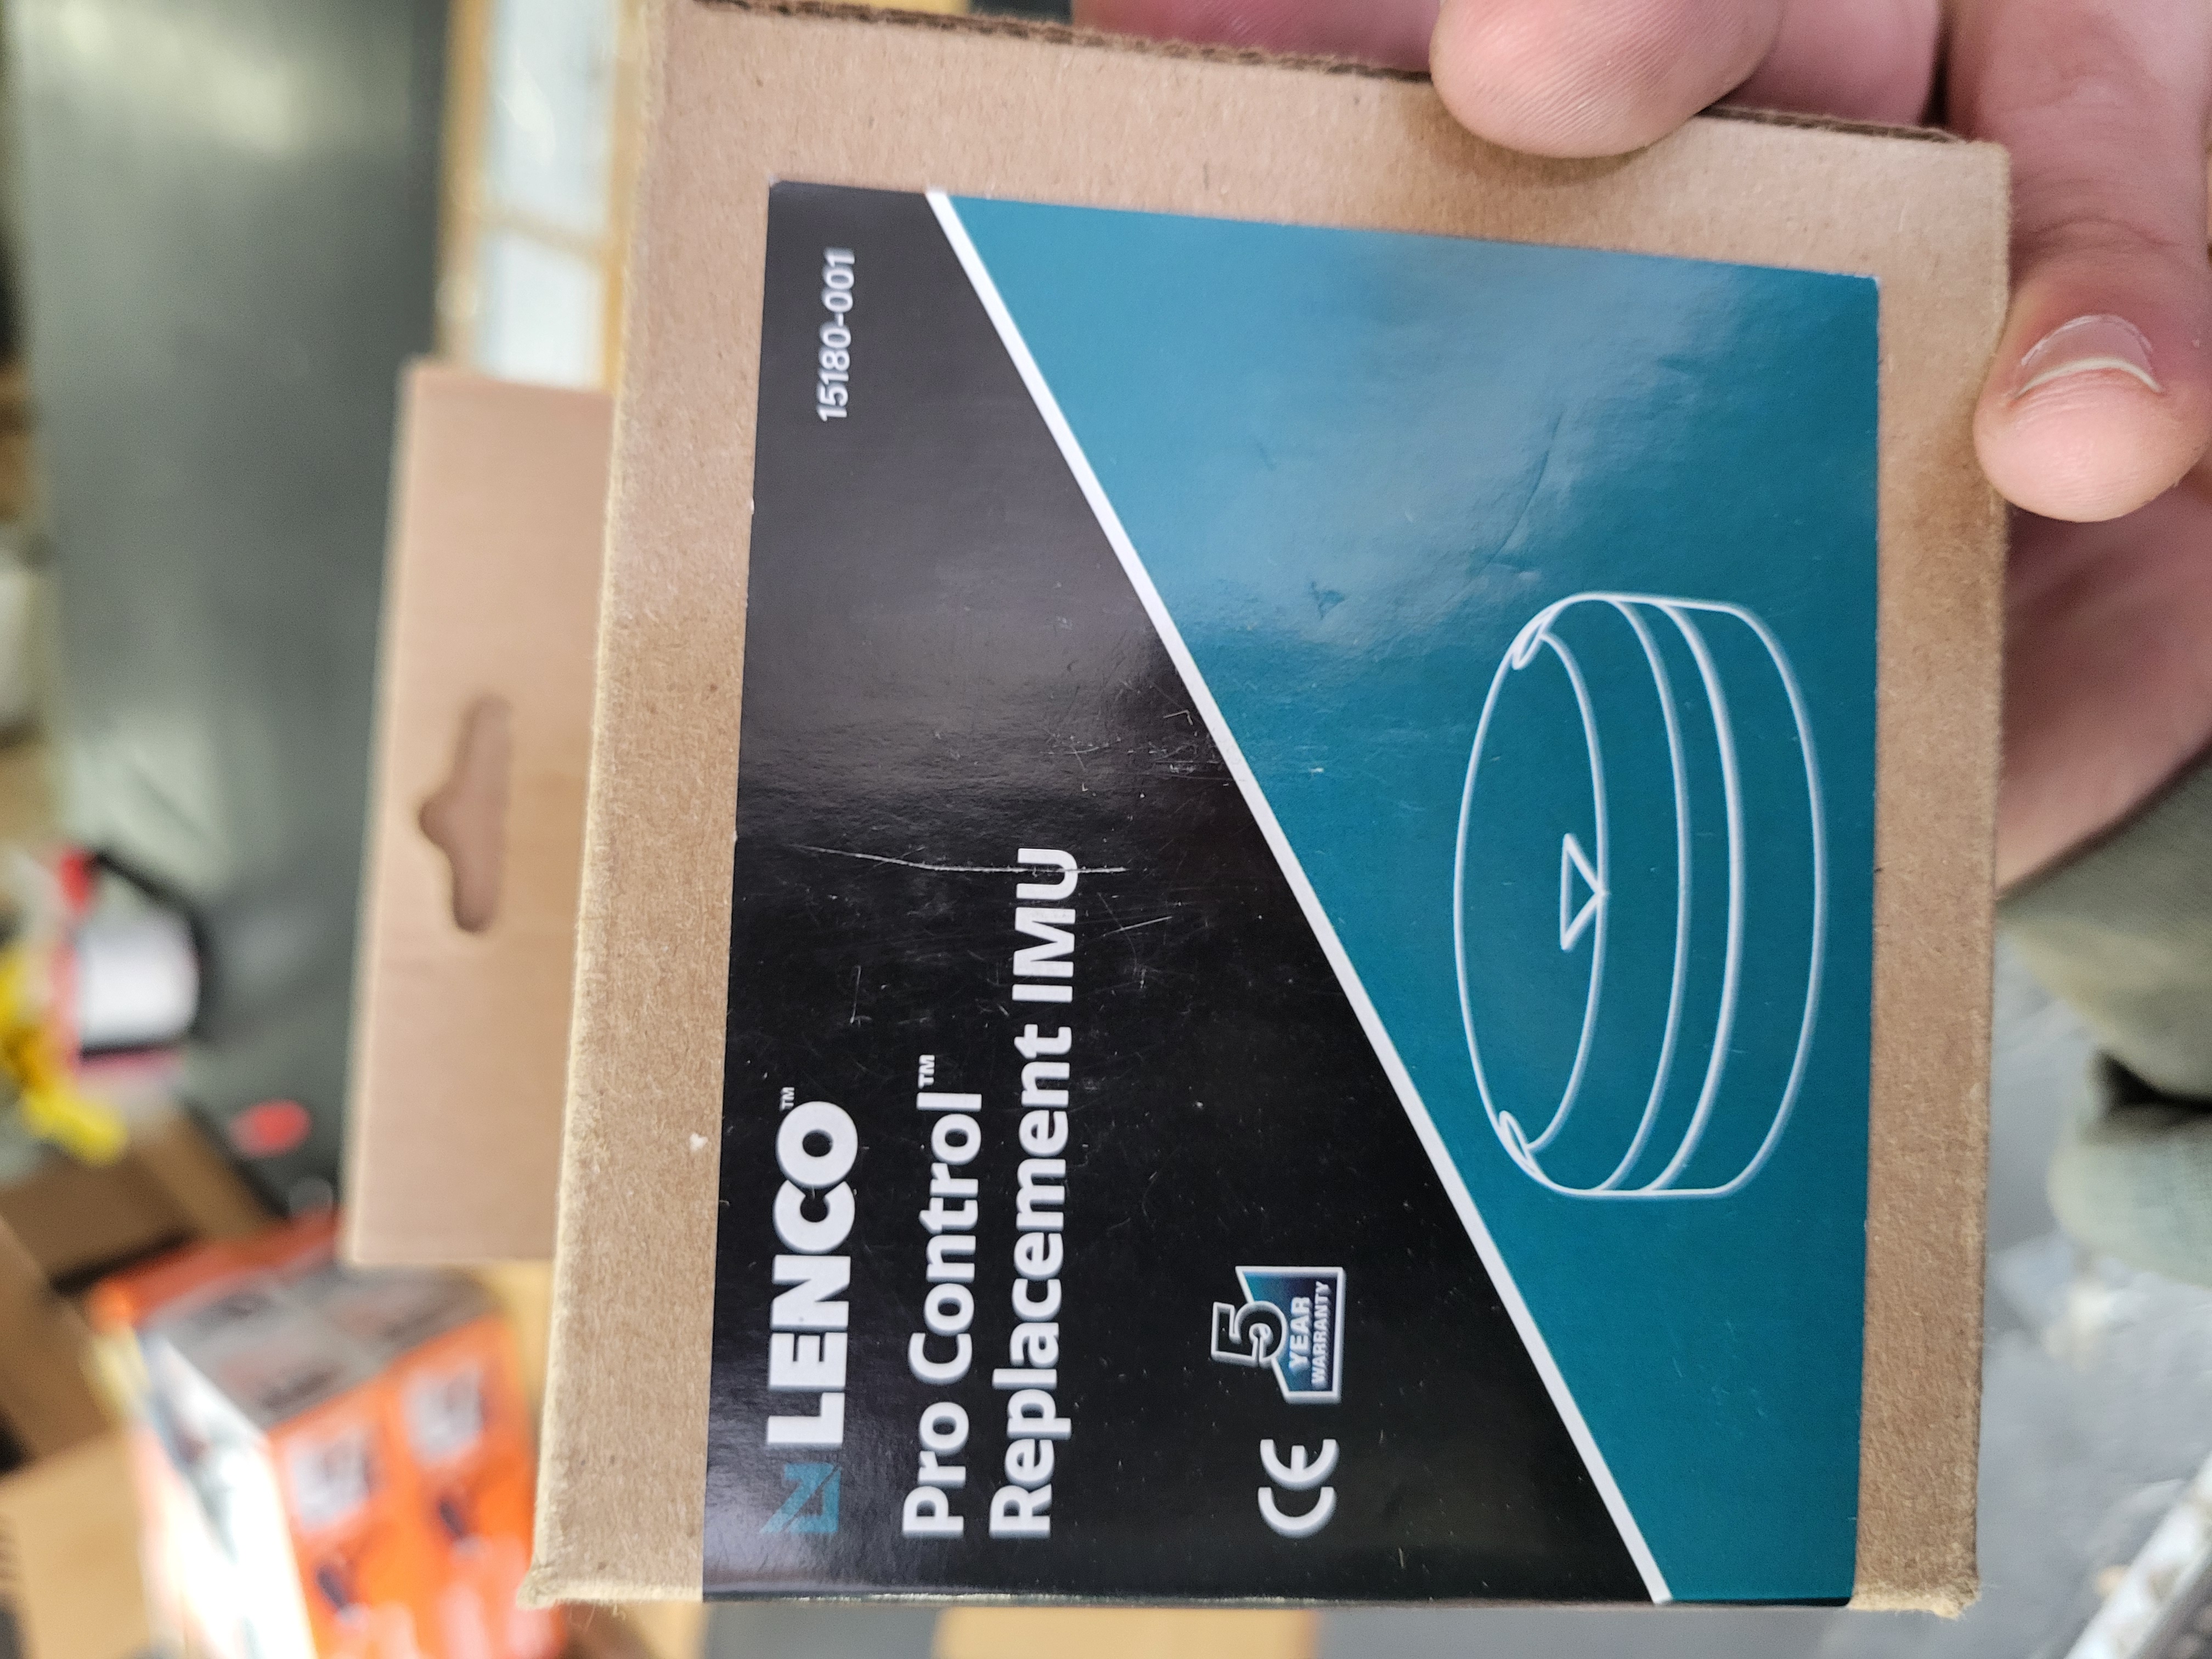 LENCO™
15180-001
Pro Control™
Replacement IMU
CE
5
YEAR
WARRANTY